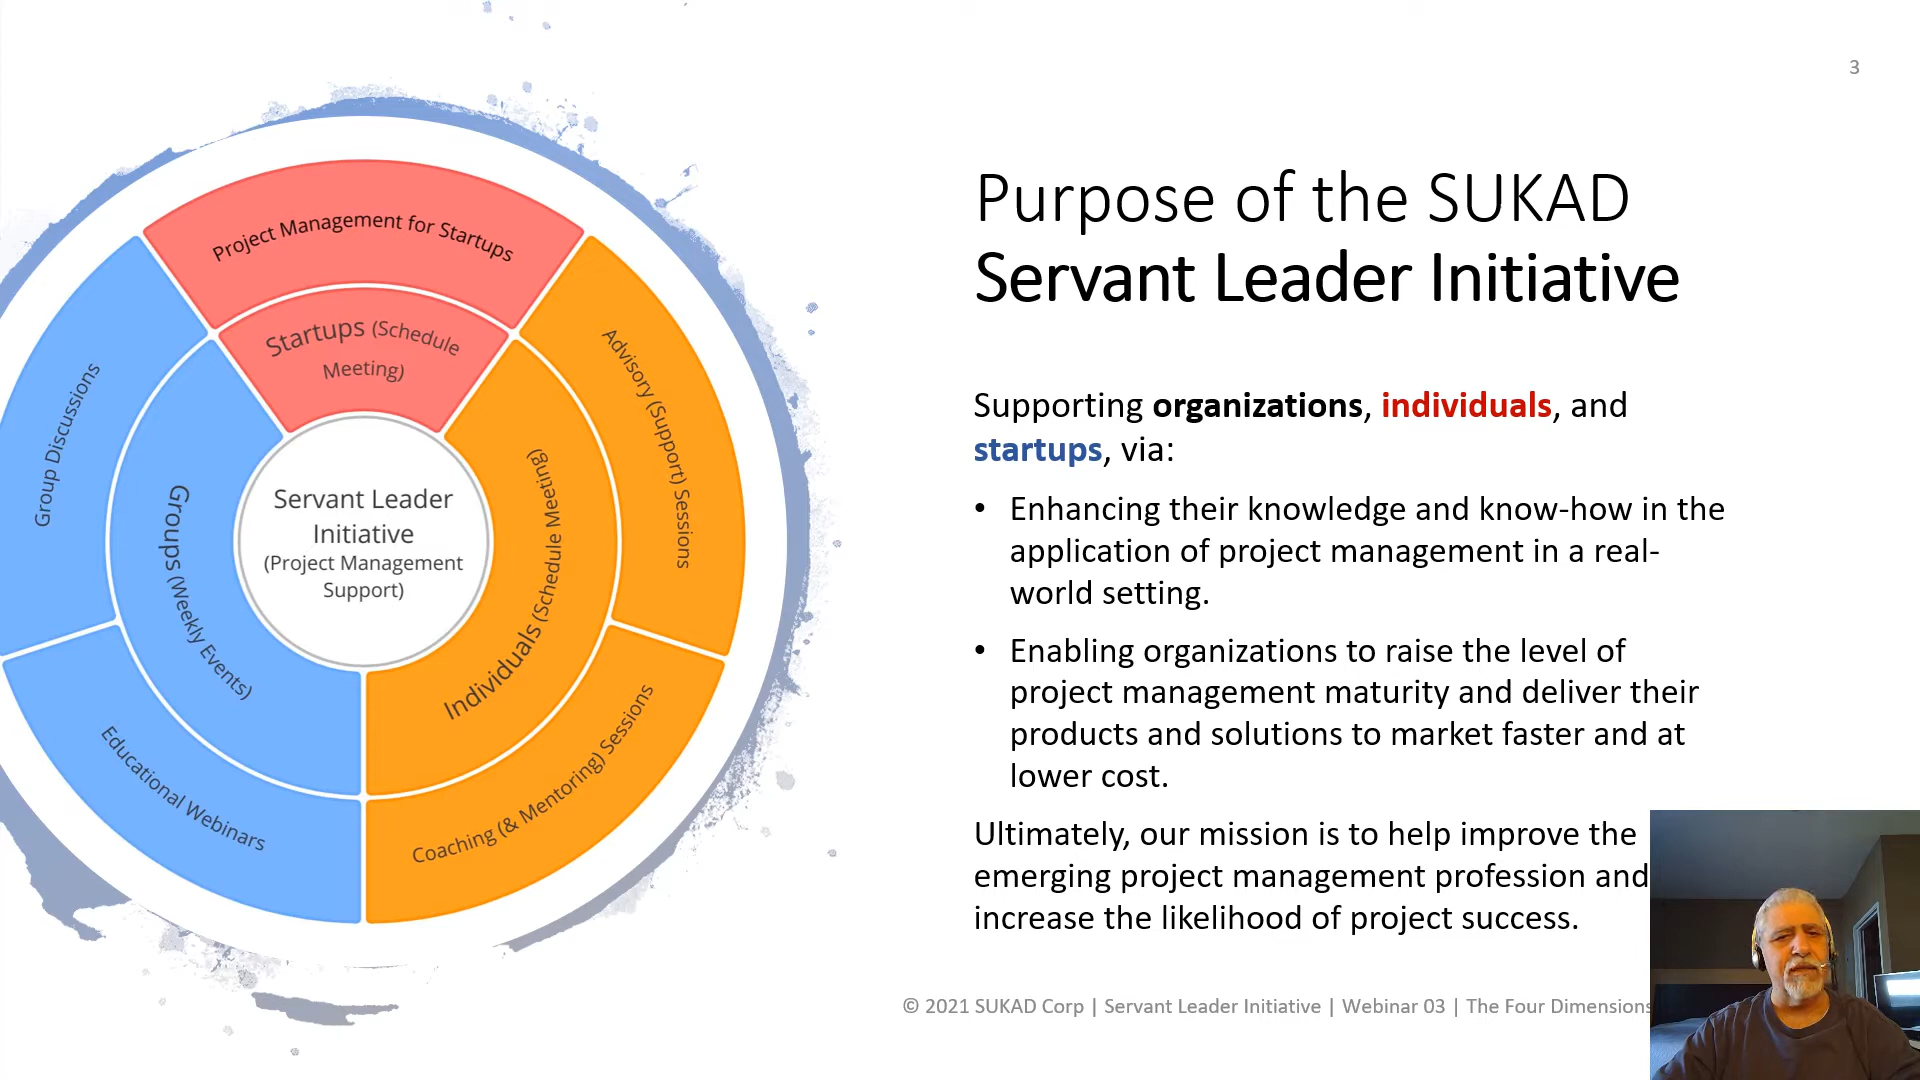 3
Project Management for Startups
Startups (Schedule
Meeting)
Group Discussions
Groups (Weekly Events)
Educational Webinars
Advisory (Support) Sessions
Individuals (Schedule Meeting)
Coaching (& Mentoring) Sessions
Servant Leader
Initiative
(Project Management
Support)
Purpose of the SUKAD
Servant Leader Initiative
Supporting organizations, individuals, and
startups, via:
• Enhancing their knowledge and know-how in the
application of project management in a real-
world setting.
• Enabling organizations to raise the level of
project management maturity and deliver their
products and solutions to market faster and at
lower cost.
Ultimately, our mission is to help improve the
emerging project management profession and
increase the likelihood of project success.
© 2021 SUKAD Corp | Servant Leader Initiative | Webinar 03 | The Four Dimensions